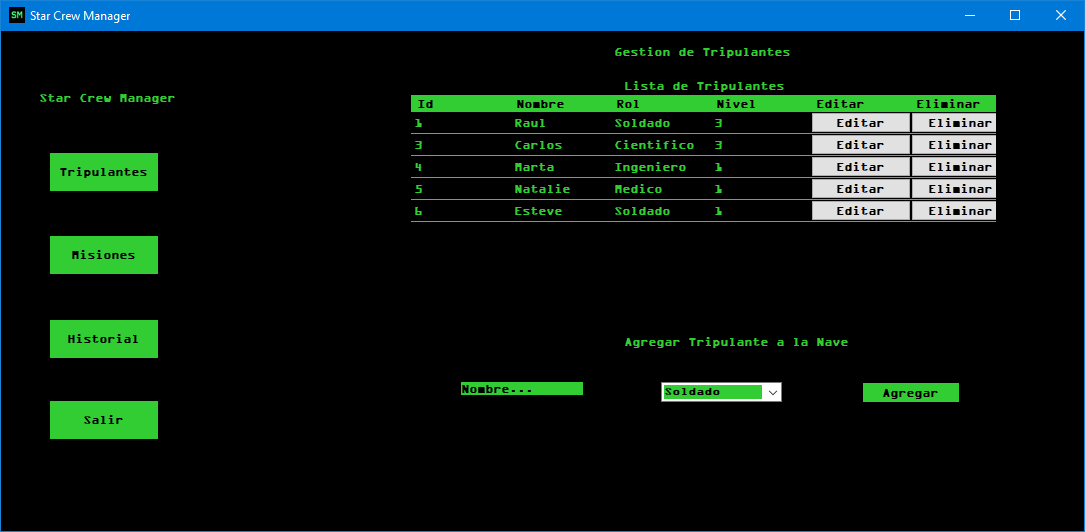 SM Star Crew Manager
Gestion de Tripulantes
Star Crew Manager
Tripulantes
Misiones
Historial
Salir
Lista de Tripulantes
Id Nombre Rol Nivel Editar Eliminar
1 Raul Soldado 3 Editar Eliminar
3 Carlos Cientifico 3 Editar Eliminar
4 Marta Ingeniero 1 Editar Eliminar
5 Natalie Medico 1 Editar Eliminar
6 Esteve Soldado 1 Editar Eliminar
Agregar Tripulante a la Nave
Nombre... Soldado Agregar